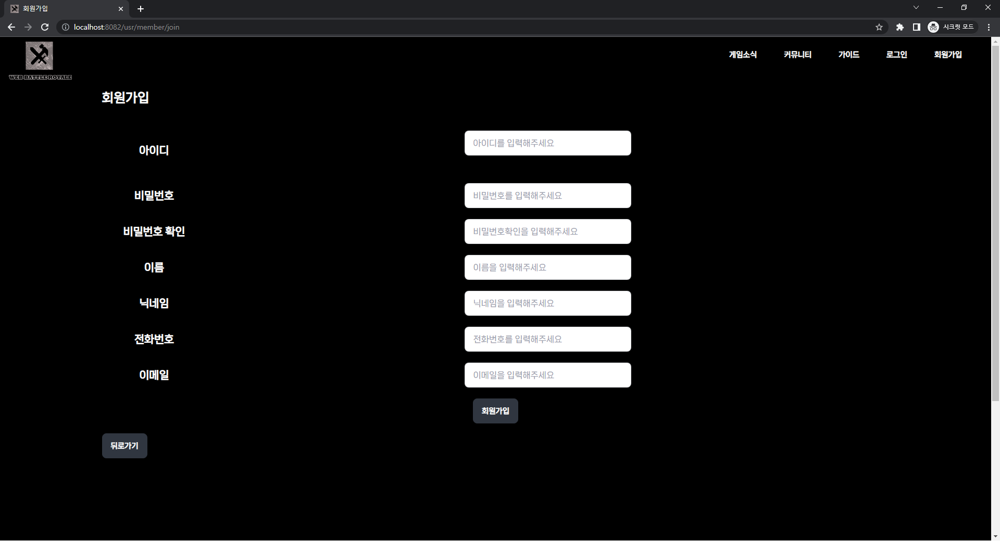 회원가입
localhost:8082/usr/member/join
시크릿 모드
WEB BATTLE ROYALE
게임소식 커뮤니티 가이드 로그인 회원가입
회원가입
아이디 아이디를 입력해주세요
비밀번호 비밀번호를 입력해주세요
비밀번호 확인 비밀번호확인을 입력해주세요
이름 이름을 입력해주세요
닉네임 닉네임을 입력해주세요
전화번호 전화번호를 입력해주세요
이메일 이메일을 입력해주세요
회원가입
뒤로가기